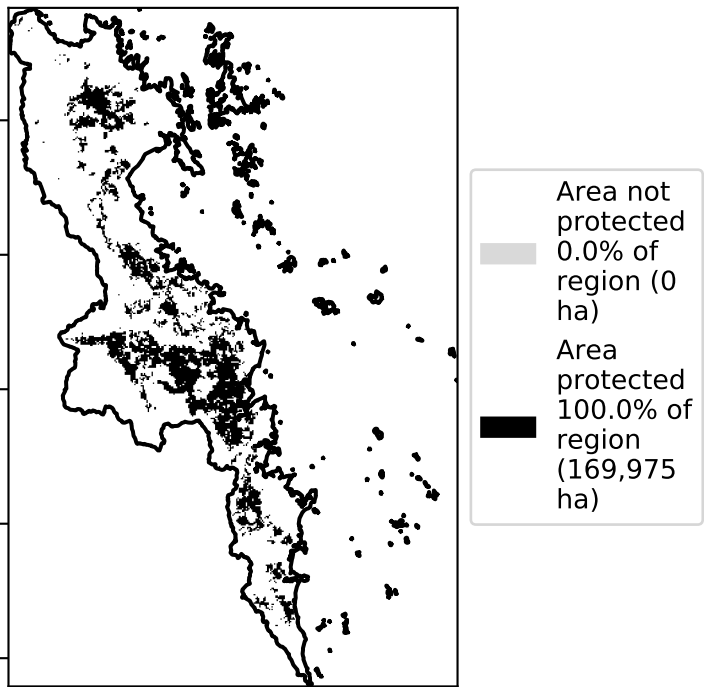 Area not
protected
0.0% of
region (0
ha)
Area
protected
100.0% of
region
(169,975
ha)